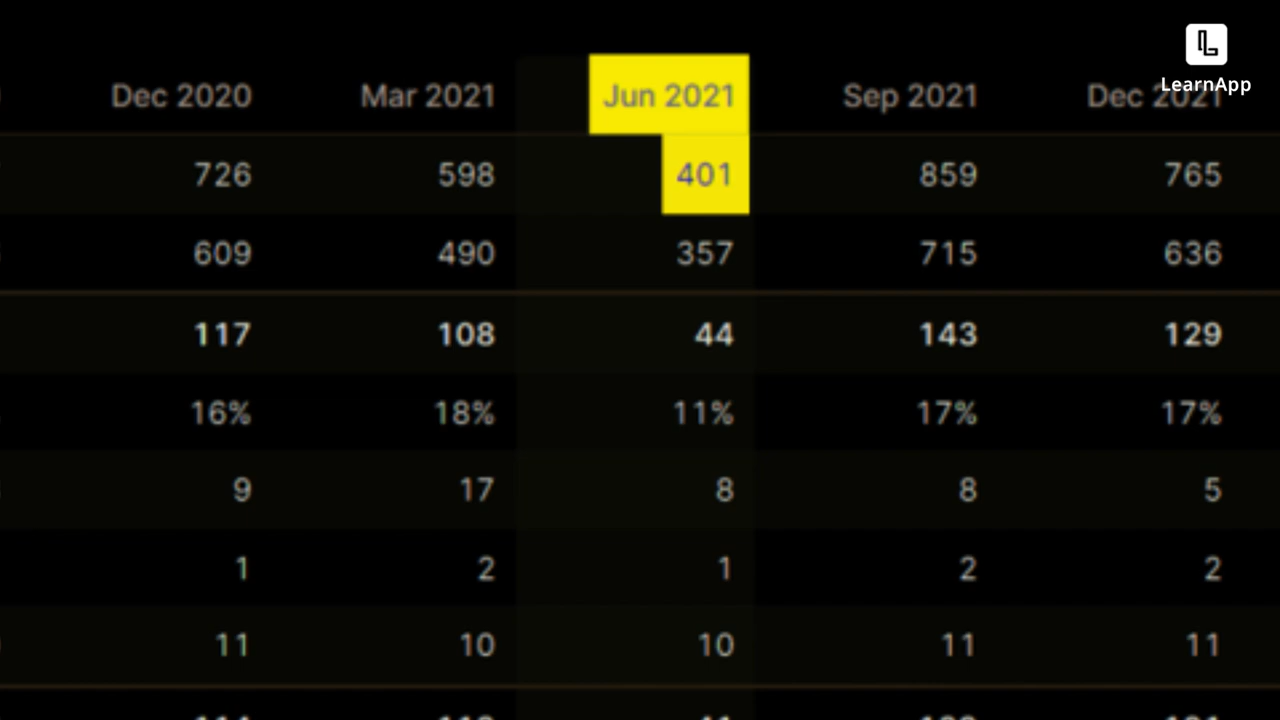 LearnApp
Dec 2020 Mar 2021 Jun 2021 Sep 2021 Dec 2021
726 598 401 859 765
609 490 357 715 636
117 108 44 143 129
16% 18% 11% 17% 17%
9 17 8 8 5
1 2 1 2 2
11 10 10 11 11